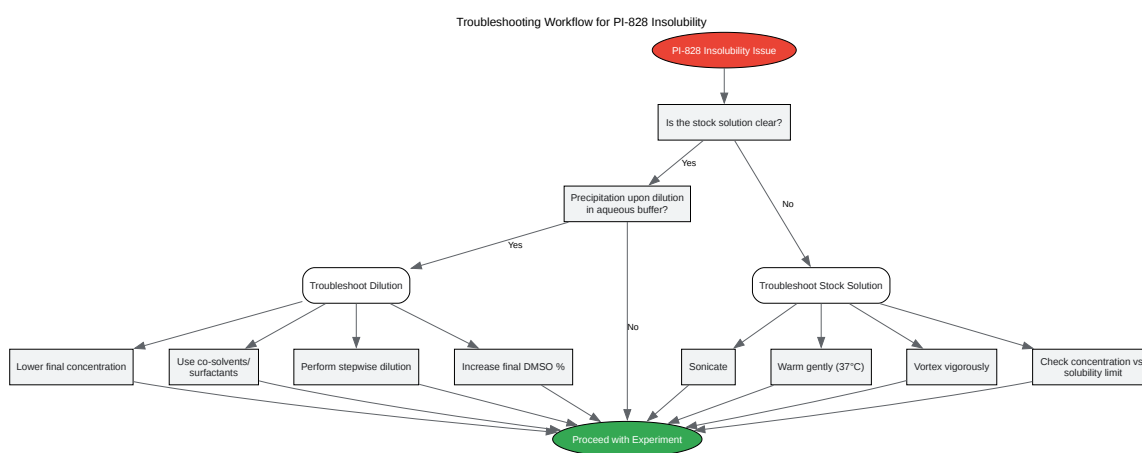 Troubleshooting Workflow for PI-828 Insolubility
PI-828 Insolubility Issue
Is the stock solution clear?
Yes
No
Precipitation upon dilution
in aqueous buffer?
Yes
No
Troubleshoot Dilution
Troubleshoot Stock Solution
Lower final concentration
Use co-solvents/
surfactants
Perform stepwise dilution
Increase final DMSO %
Sonicate
Warm gently (37°C)
Vortex vigorously
Check concentration vs
solubility limit
Proceed with Experiment